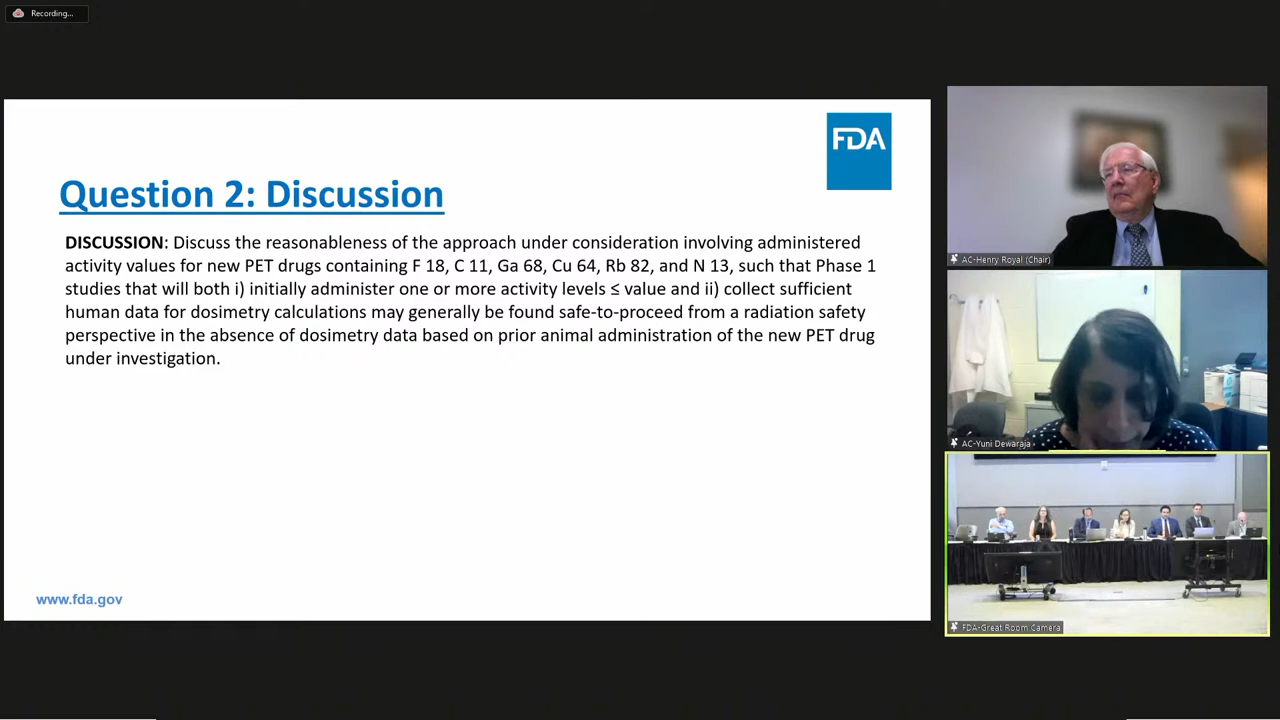 Recording...
FDA
Question 2: Discussion
DISCUSSION: Discuss the reasonableness of the approach under consideration involving administered
activity values for new PET drugs containing F 18, C 11, Ga 68, Cu 64, Rb 82, and N 13, such that Phase 1
studies that will both i) initially administer one or more activity levels ≤ value and ii) collect sufficient
human data for dosimetry calculations may generally be found safe-to-proceed from a radiation safety
perspective in the absence of dosimetry data based on prior animal administration of the new PET drug
under investigation.
www.fda.gov
AC-Henry Royal (Chair)
AC-Yuni Dewaraja
FDA-Great Room Camera